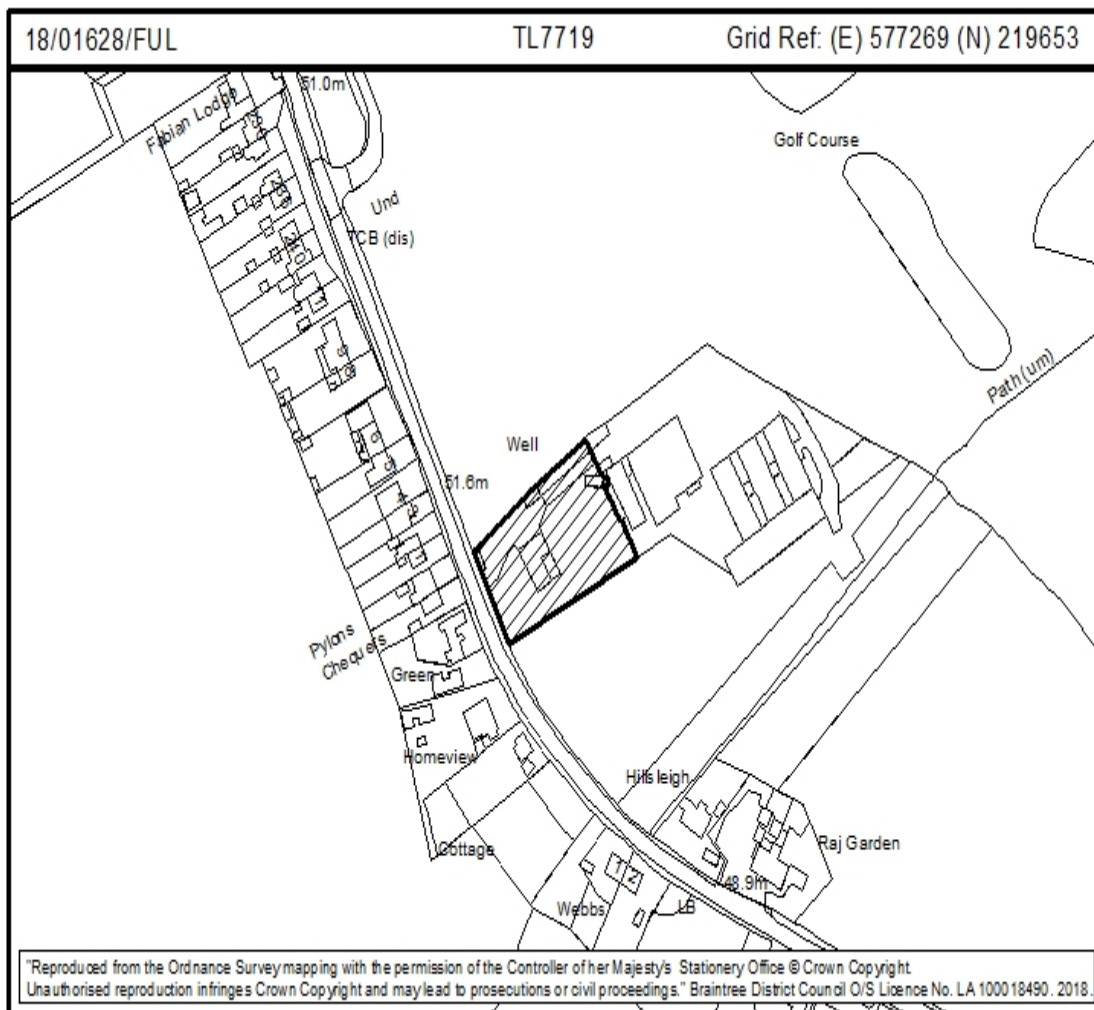 18/01628/FUL TL7719 Grid Ref: (E) 577269 (N) 219653
51.0m
Fabian Lodge
Golf Course
Und
TCB (dis)
240
Path (um)
Well
51.6m
Pylons
Chequers
Green
Homeview
Hillsleigh
Cottage
Raj Garden
48.9m
1 2
Webbs
LB
"Reproduced from the Ordnance Survey mapping with the permission of the Controller of her Majesty's Stationery Office © Crown Copyright.
Unauthorised reproduction infringes Crown Copyright and may lead to prosecutions or civil proceedings." Braintree District Council O/S Licence No. LA 100018490. 2018.